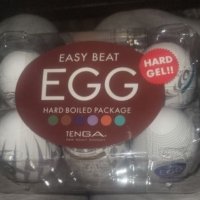 EASY BEAT
EGG
HARD
GEL!!
HARD BOILED PACKAGE
TENGA